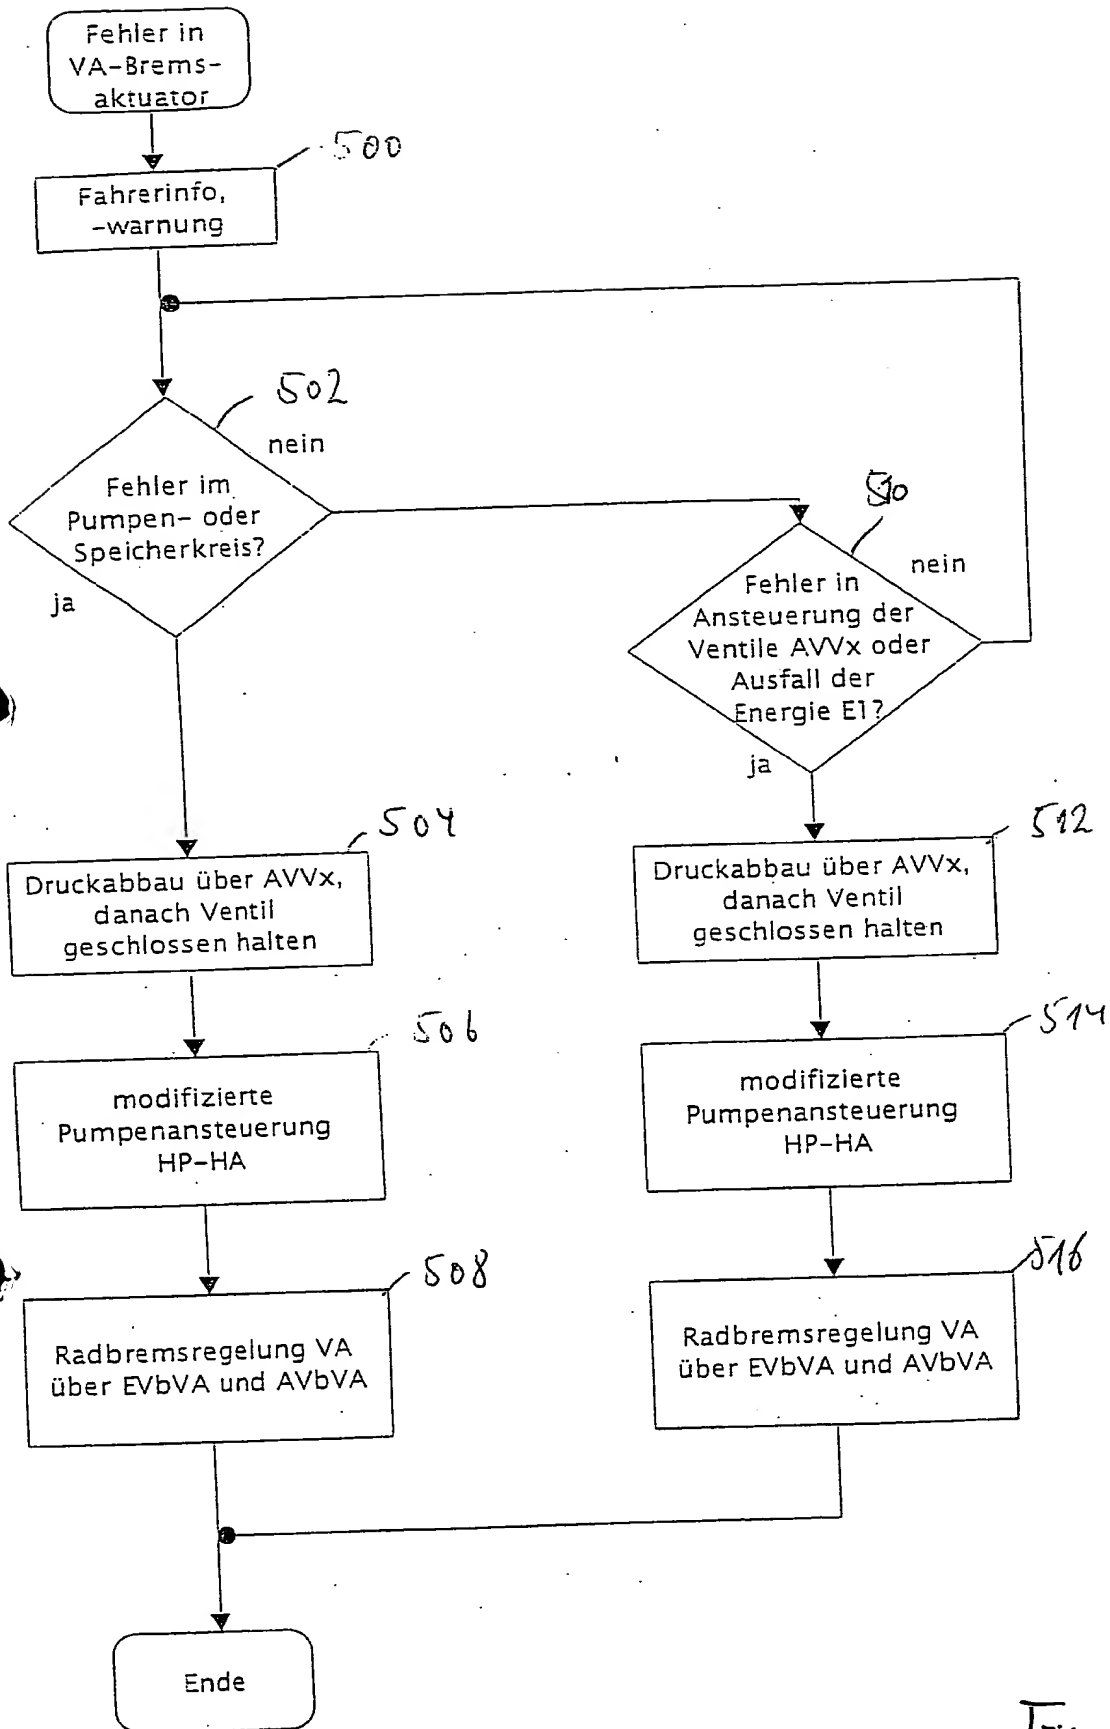 Fehler in
VA-Brems-
aktuator
500
Fahrerinfo,
-warnung
502
nein
Fehler im
Pumpen- oder
Speicherkreis?
ja
510
nein
Fehler in
Ansteuerung der
Ventile AVVx oder
Ausfall der
Energie E1?
ja
504
Druckabbau über AVVx,
danach Ventil
geschlossen halten
512
Druckabbau über AVVx,
danach Ventil
geschlossen halten
506
modifizierte
Pumpenansteuerung
HP-HA
514
modifizierte
Pumpenansteuerung
HP-HA
508
Radbremsregelung VA
über EVbVA und AVbVA
516
Radbremsregelung VA
über EVbVA und AVbVA
Ende